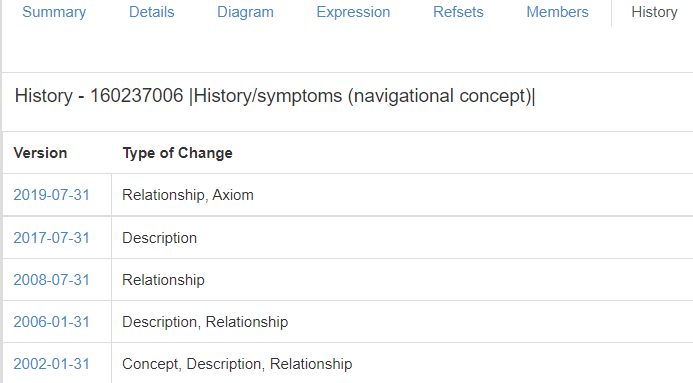 Summary Details Diagram Expression Refsets Members History
History - 160237006 |History/symptoms (navigational concept)|
Version Type of Change
2019-07-31 Relationship, Axiom
2017-07-31 Description
2008-07-31 Relationship
2006-01-31 Description, Relationship
2002-01-31 Concept, Description, Relationship